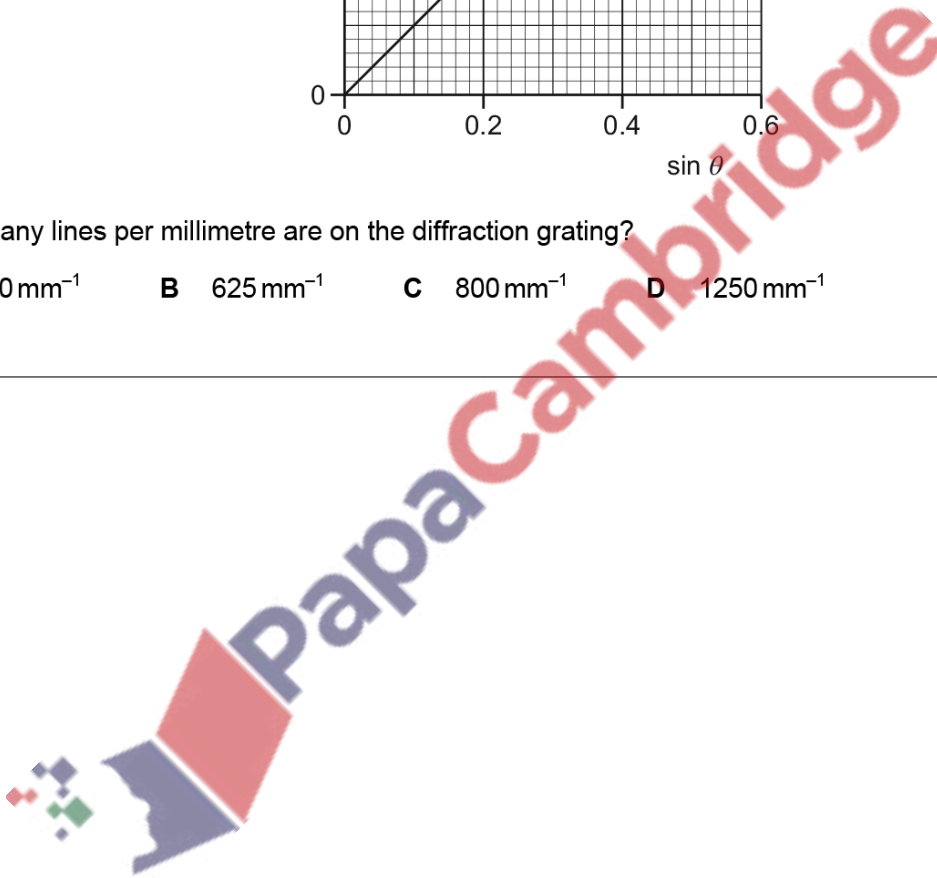 0
0 0.2 0.4 0.6
sin θ
any lines per millimetre are on the diffraction grating?
0 mm⁻¹ B 625 mm⁻¹ C 800 mm⁻¹ D 1250 mm⁻¹
PapaCambridge